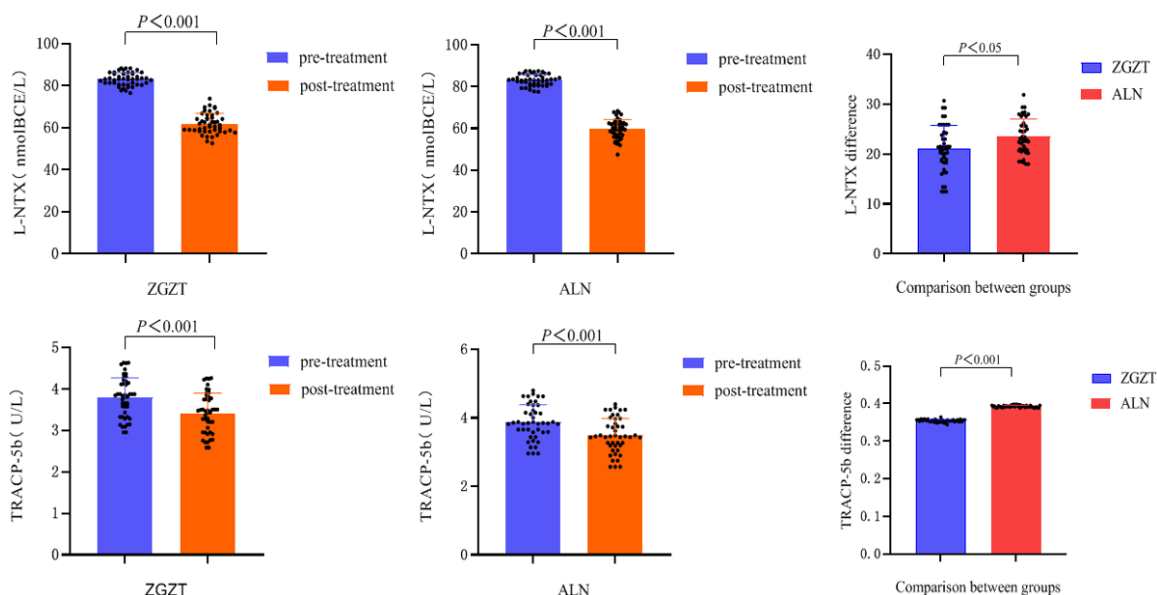 P＜0.001
L-NTX（ nmolBCE/L）
100
80
60
40
20
0
pre-treatment
post-treatment
ZGZT
P＜0.001
L-NTX（ nmolBCE/L）
100
80
60
40
20
0
pre-treatment
post-treatment
ALN
P＜0.05
L-NTX difference
40
30
20
10
0
ZGZT
ALN
Comparison between groups
P＜0.001
TRACP-5b（ U/L）
5
4
3
2
1
0
pre-treatment
post-treatment
ZGZT
P＜0.001
TRACP-5b（ U/L）
6
4
2
0
pre-treatment
post-treatment
ALN
P＜0.001
TRACP-5b difference
0.5
0.4
0.3
0.2
0.1
0.0
ZGZT
ALN
Comparison between groups